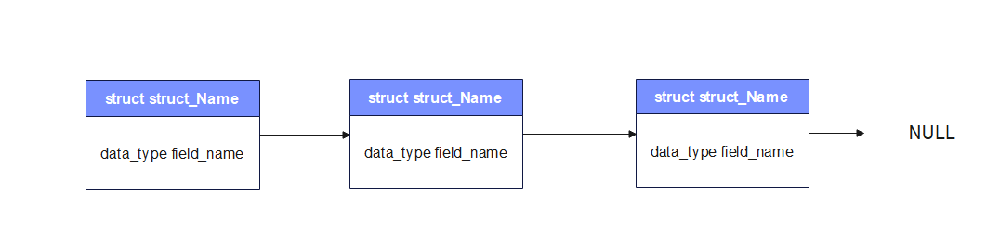 struct struct_Name
data_type field_name
struct struct_Name
data_type field_name
struct struct_Name
data_type field_name
NULL